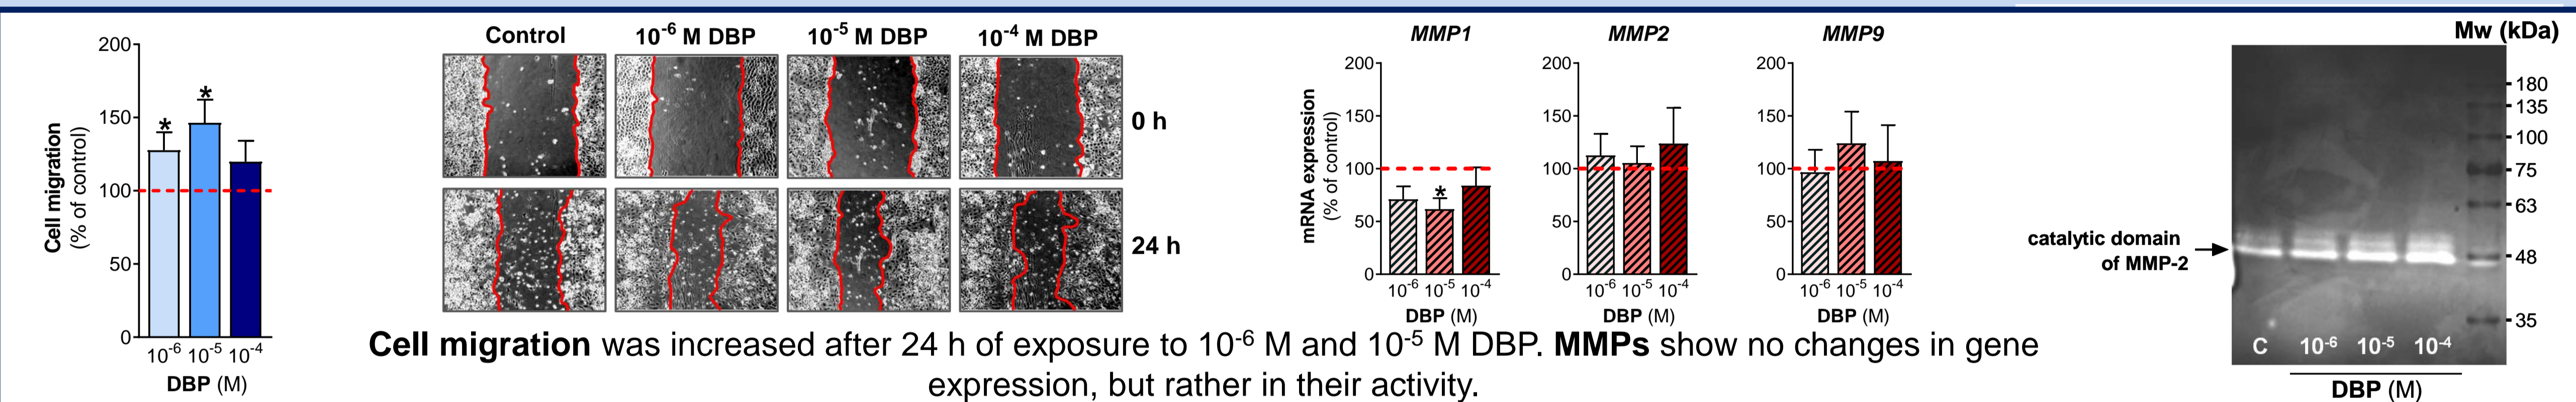 Cell migration
(% of control)
200
150
100
50
0
*
*
10-6 10-5 10-4
DBP (M)
Control
10-6 M DBP
10-5 M DBP
10-4 M DBP
0 h
24 h
mRNA expression
(% of control)
MMP1
200
150
100
50
0
*
10-6 10-5 10-4
DBP (M)
MMP2
200
150
100
50
0
10-6 10-5 10-4
DBP (M)
MMP9
200
150
100
50
0
10-6 10-5 10-4
DBP (M)
Cell migration was increased after 24 h of exposure to 10-6 M and 10-5 M DBP. MMPs show no changes in gene
expression, but rather in their activity.
catalytic domain
of MMP-2
Mw (kDa)
180
135
100
75
63
48
35
C 10-6 10-5 10-4
DBP (M)